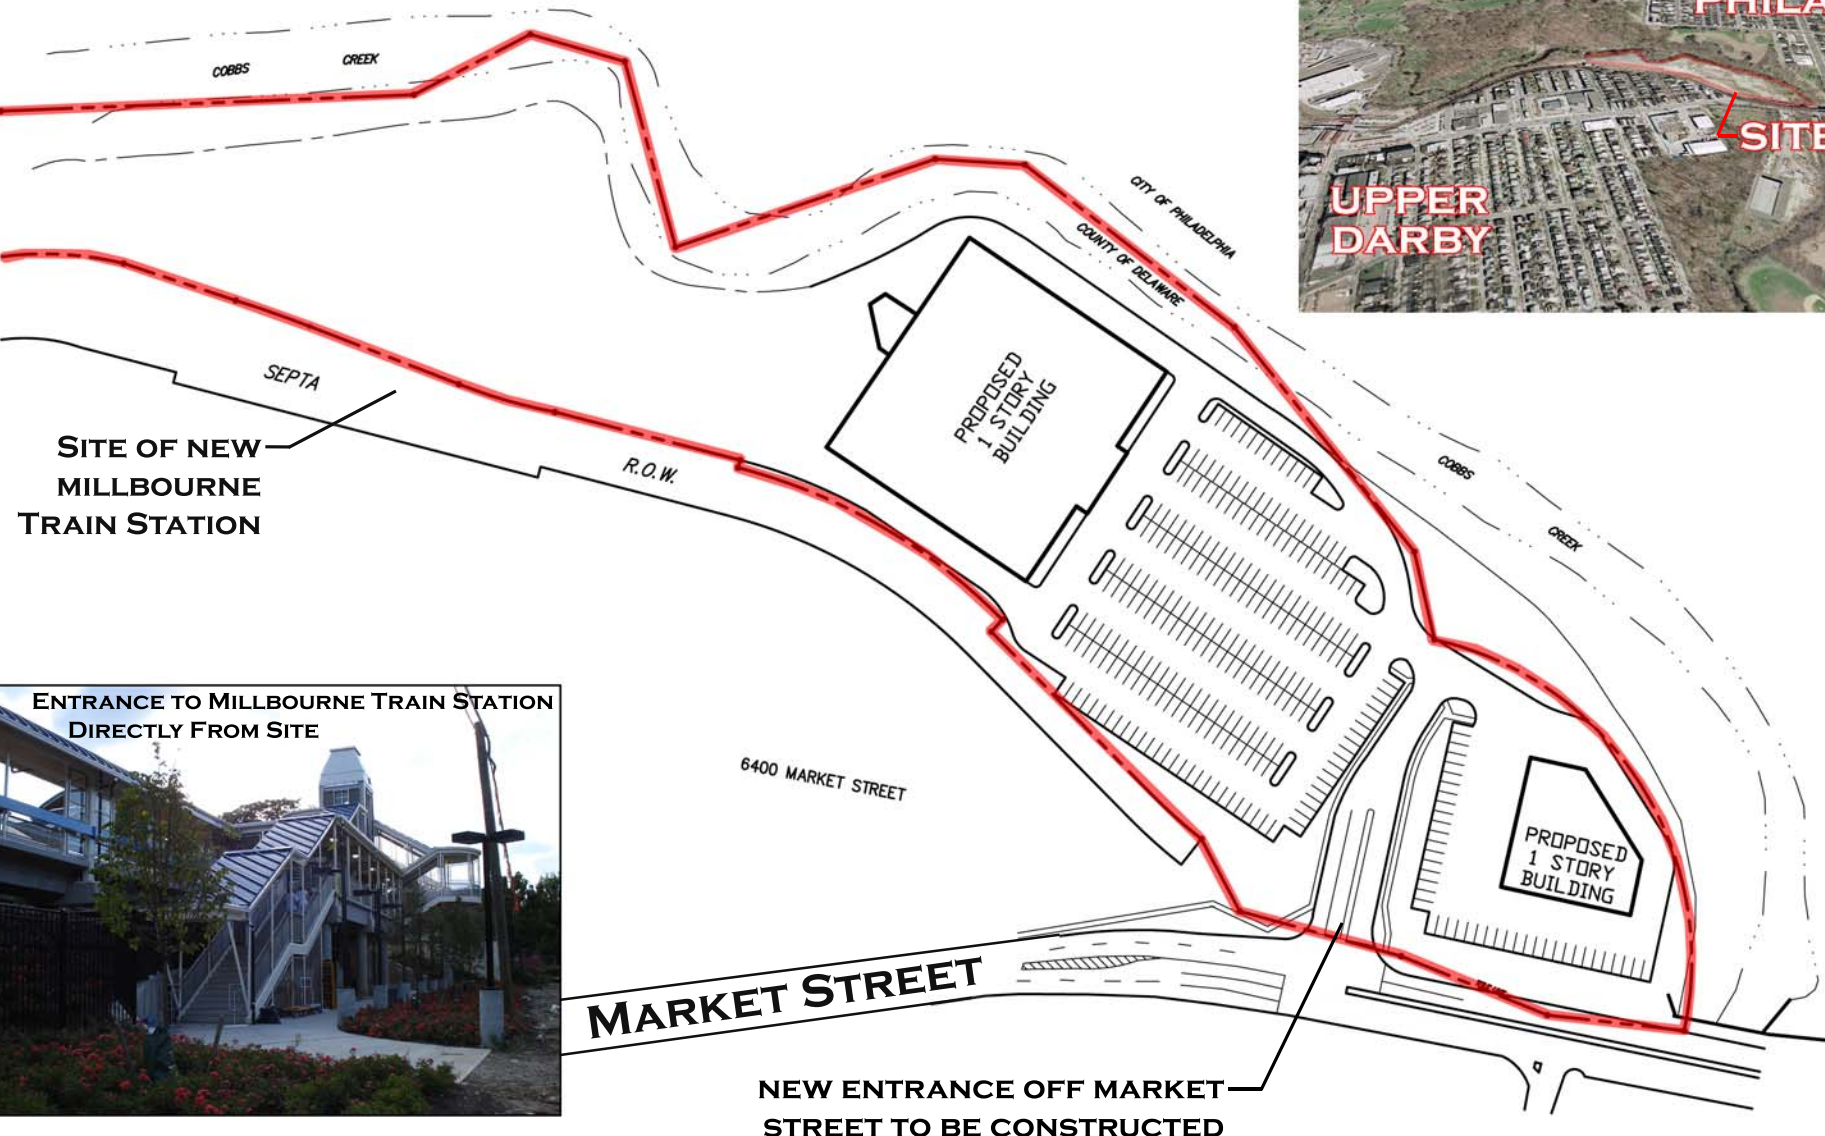 COBBS CREEK
PHILA
SITE
UPPER
DARBY
CITY OF PHILADELPHIA
COUNTY OF DELAWARE
PROPOSED
1 STORY
BUILDING
SEPTA
R.O.W.
SITE OF NEW
MILLBOURNE
TRAIN STATION
COBBS
CREEK
ENTRANCE TO MILLBOURNE TRAIN STATION
DIRECTLY FROM SITE
6400 MARKET STREET
PROPOSED
1 STORY
BUILDING
MARKET STREET
NEW ENTRANCE OFF MARKET
STREET TO BE CONSTRUCTED